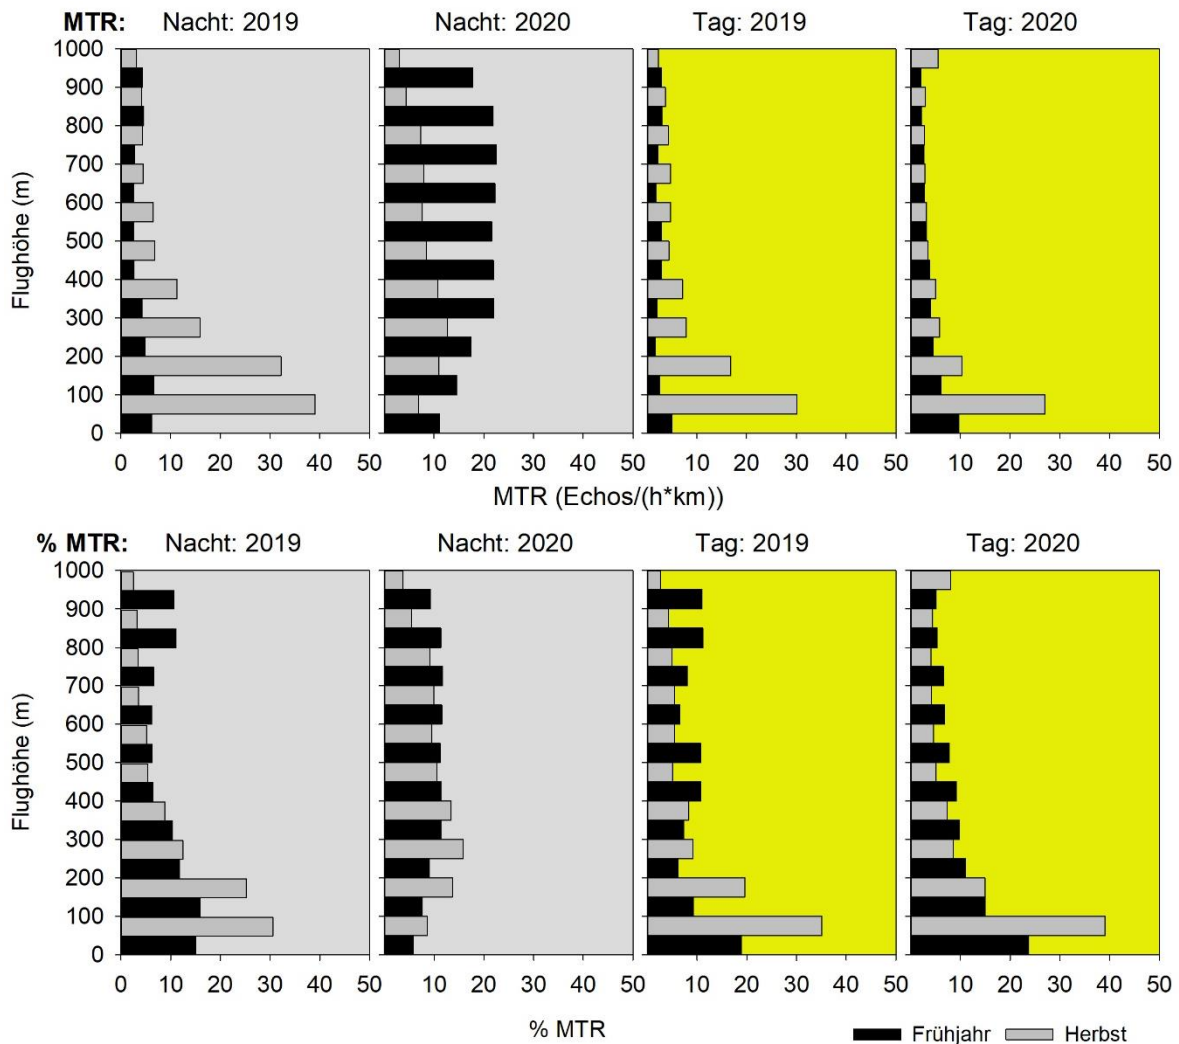 MTR: Nacht: 2019 Nacht: 2020 Tag: 2019 Tag: 2020
1000
900
800
700
600
500
400
300
200
100
0
Flughöhe (m)
0 10 20 30 40 50 10 20 30 40 50 0 10 20 30 40 50 10 20 30 40 50
MTR (Echos/(h*km))
% MTR: Nacht: 2019 Nacht: 2020 Tag: 2019 Tag: 2020
1000
900
800
700
600
500
400
300
200
100
0
Flughöhe (m)
0 10 20 30 40 50 10 20 30 40 50 0 10 20 30 40 50 10 20 30 40 50
% MTR
Frühjahr Herbst